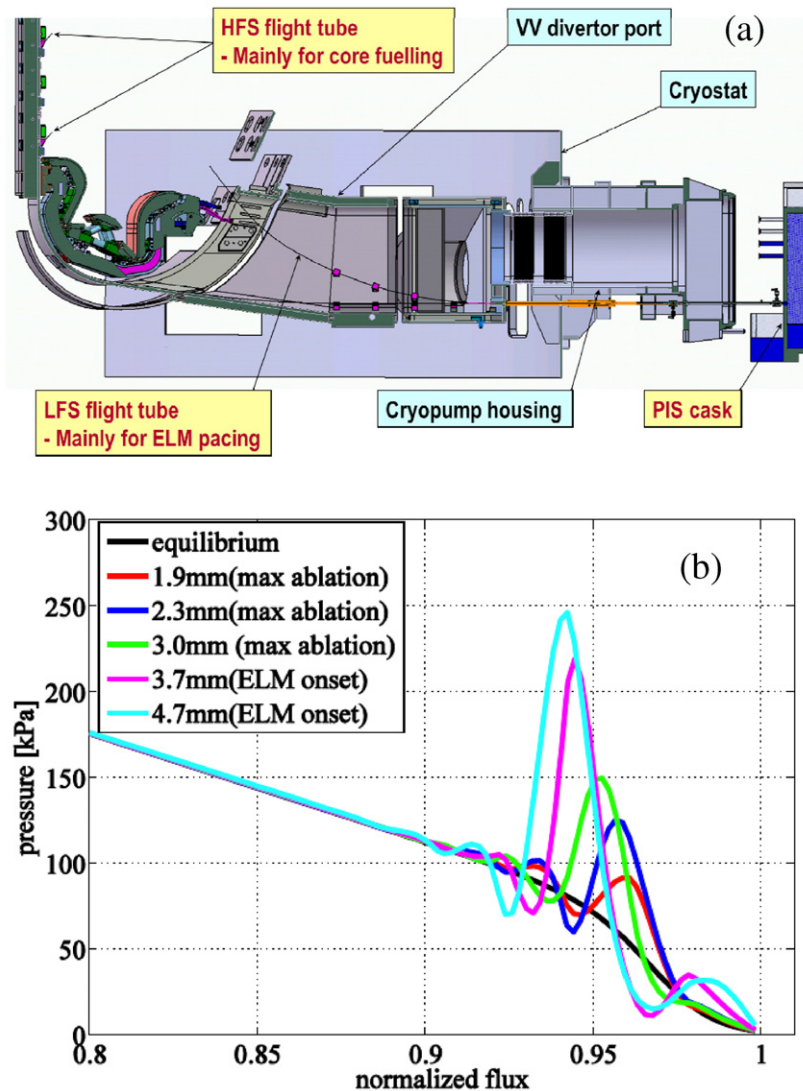 HFS flight tube
- Mainly for core fuelling
VV divertor port
(a)
Cryostat
LFS flight tube
- Mainly for ELM pacing
Cryopump housing
PIS cask
300
250
200
150
100
50
0
pressure [kPa]
equilibrium
1.9mm(max ablation)
2.3mm(max ablation)
3.0mm (max ablation)
3.7mm(ELM onset)
4.7mm(ELM onset)
(b)
0.8
0.85
0.9
0.95
1
normalized flux